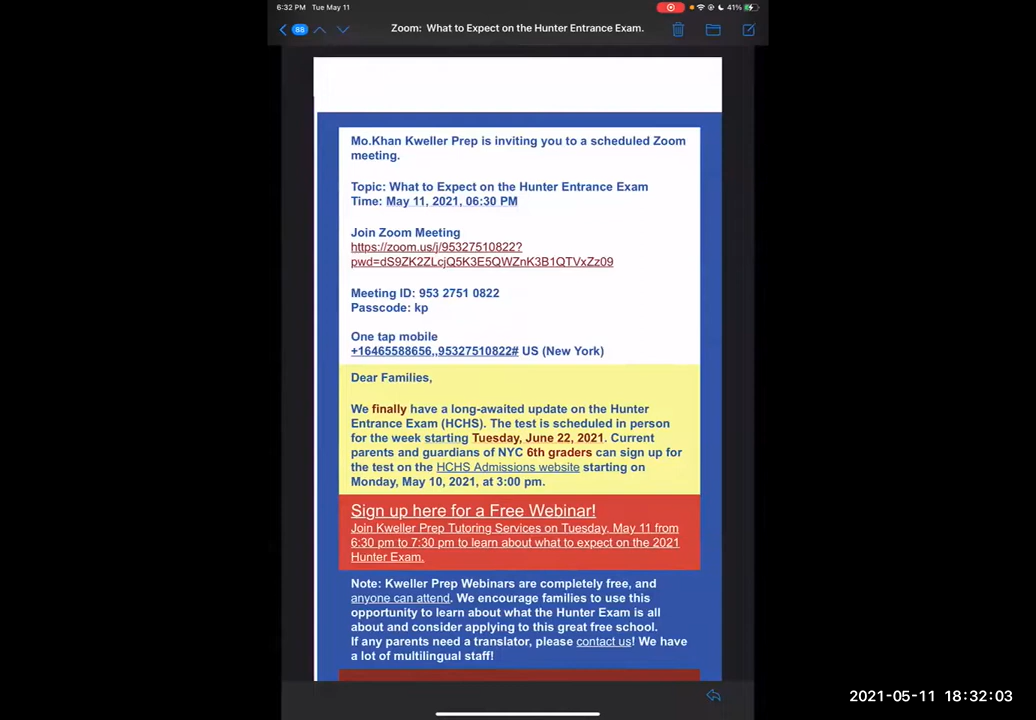 6:32 PM Tue May 11
41%
88
Zoom: What to Expect on the Hunter Entrance Exam.
Mo.Khan Kweller Prep is inviting you to a scheduled Zoom
meeting.
Topic: What to Expect on the Hunter Entrance Exam
Time: May 11, 2021, 06:30 PM
Join Zoom Meeting
https://zoom.us/j/95327510822?
pwd=dS9ZK2ZLcjQ5K3E5QWZnK3B1QTVxZz09
Meeting ID: 953 2751 0822
Passcode: kp
One tap mobile
+16465588656,,95327510822# US (New York)
Dear Families,
We finally have a long-awaited update on the Hunter
Entrance Exam (HCHS). The test is scheduled in person
for the week starting Tuesday, June 22, 2021. Current
parents and guardians of NYC 6th graders can sign up for
the test on the HCHS Admissions website starting on
Monday, May 10, 2021, at 3:00 pm.
Sign up here for a Free Webinar!
Join Kweller Prep Tutoring Services on Tuesday, May 11 from
6:30 pm to 7:30 pm to learn about what to expect on the 2021
Hunter Exam.
Note: Kweller Prep Webinars are completely free, and
anyone can attend. We encourage families to use this
opportunity to learn about what the Hunter Exam is all
about and consider applying to this great free school.
If any parents need a translator, please contact us! We have
a lot of multilingual staff!
2021-05-11 18:32:03